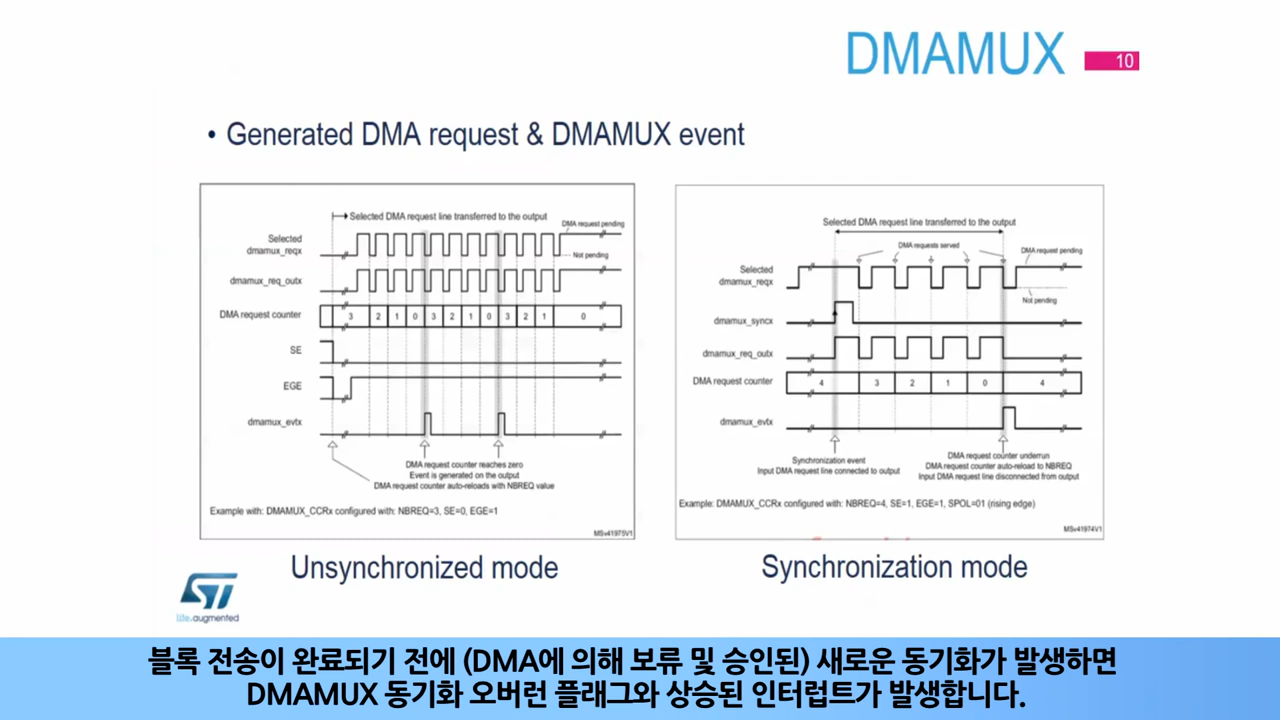 DMAMUX
10
• Generated DMA request & DMAMUX event
Selected DMA request line transferred to the output
DMA request pending
Selected
dmamux_reqx
Not pending
dmamux_req_outx
DMA request counter
3 2 1 0 3 2 1 0 3 2 1 0
SE
EGE
dmamux_evtx
DMA request counter reaches zero
Event is generated on the output
DMA request counter auto-reloads with NBREQ value
Example with: DMAMUX_CCRx configured with: NBREQ=3, SE=0, EGE=1
MSv41975V1
Unsynchronized mode
Selected DMA request line transferred to the output
DMA requests served
DMA request pending
Selected
dmamux_reqx
Not pending
dmamux_syncx
dmamux_req_outx
DMA request counter
4 3 2 1 0 4
dmamux_evtx
Synchronization event
Input DMA request line connected to output
DMA request counter underrun
DMA request counter auto-reload to NBREQ
Input DMA request line disconnected from output
Example: DMAMUX_CCRx configured with: NBREQ=4, SE=1, EGE=1, SPOL=01 (rising edge)
MSv41974V1
Synchronization mode
ST
life.augmented
블록 전송이 완료되기 전에 (DMA에 의해 보류 및 승인된) 새로운 동기화가 발생하면
DMAMUX 동기화 오버런 플래그와 상승된 인터럽트가 발생합니다.